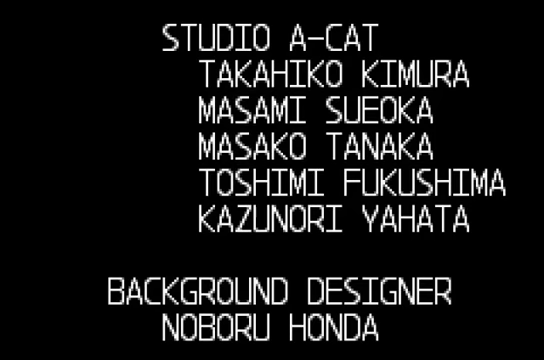 STUDIO A-CAT
TAKAHIKO KIMURA
MASAMI SUEOKA
MASAKO TANAKA
TOSHIMI FUKUSHIMA
KAZUNORI YAHATA
BACKGROUND DESIGNER
NOBORU HONDA